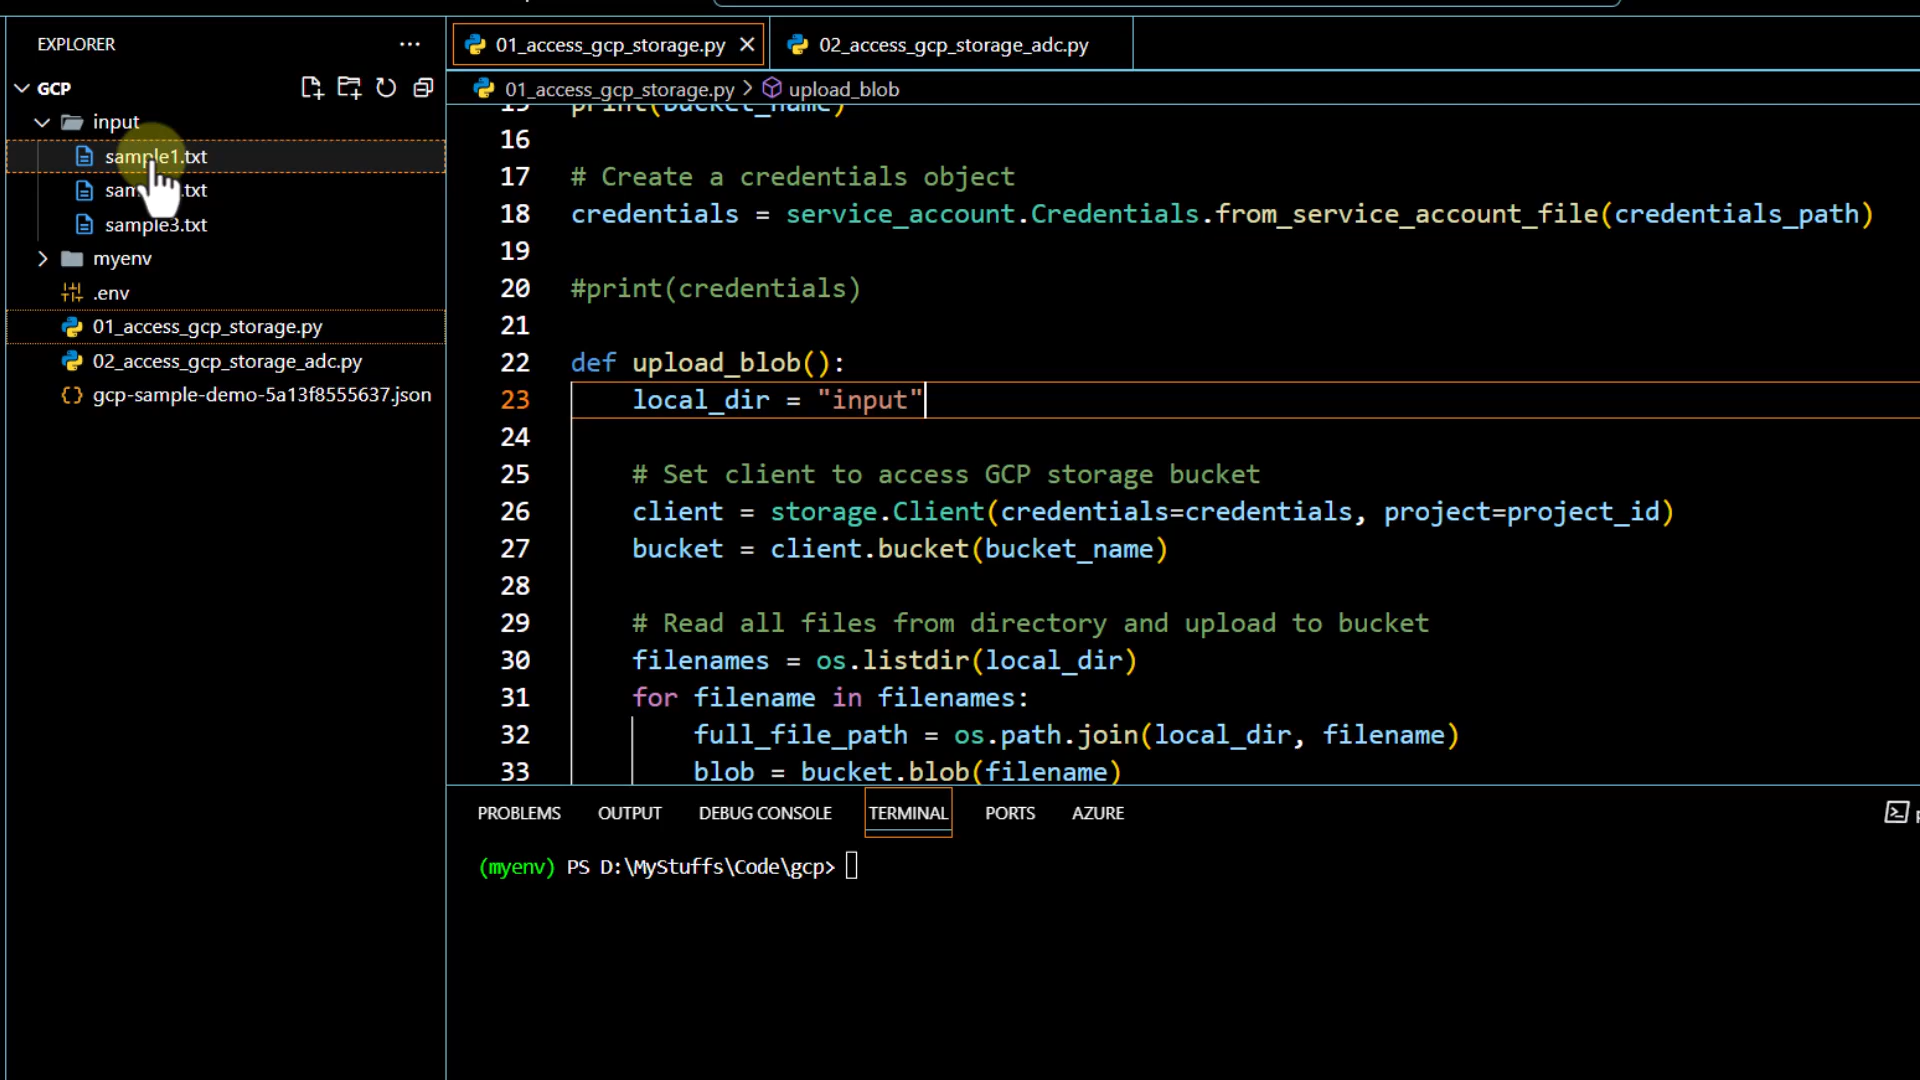 EXPLORER
GCP
input
sample1.txt
sam .txt
sample3.txt
myenv
.env
01_access_gcp_storage.py
02_access_gcp_storage_adc.py
gcp-sample-demo-5a13f8555637.json
01_access_gcp_storage.py
02_access_gcp_storage_adc.py
01_access_gcp_storage.py > upload_blob
15 print(bucket_name)
16
17 # Create a credentials object
18 credentials = service_account.Credentials.from_service_account_file(credentials_path)
19
20 #print(credentials)
21
22 def upload_blob():
23 local_dir = "input"
24
25 # Set client to access GCP storage bucket
26 client = storage.Client(credentials=credentials, project=project_id)
27 bucket = client.bucket(bucket_name)
28
29 # Read all files from directory and upload to bucket
30 filenames = os.listdir(local_dir)
31 for filename in filenames:
32 full_file_path = os.path.join(local_dir, filename)
33 blob = bucket.blob(filename)
PROBLEMS OUTPUT DEBUG CONSOLE TERMINAL PORTS AZURE
(myenv) PS D:\MyStuffs\Code\gcp>